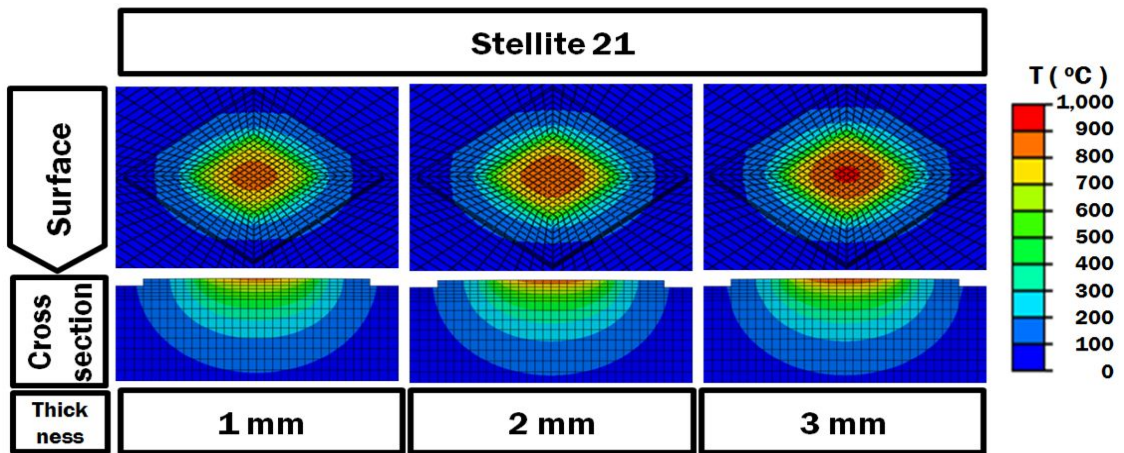 Stellite 21
Surface
Cross
section
Thick
ness
1 mm
2 mm
3 mm
T ( °C )
1,000
900
800
700
600
500
400
300
200
100
0